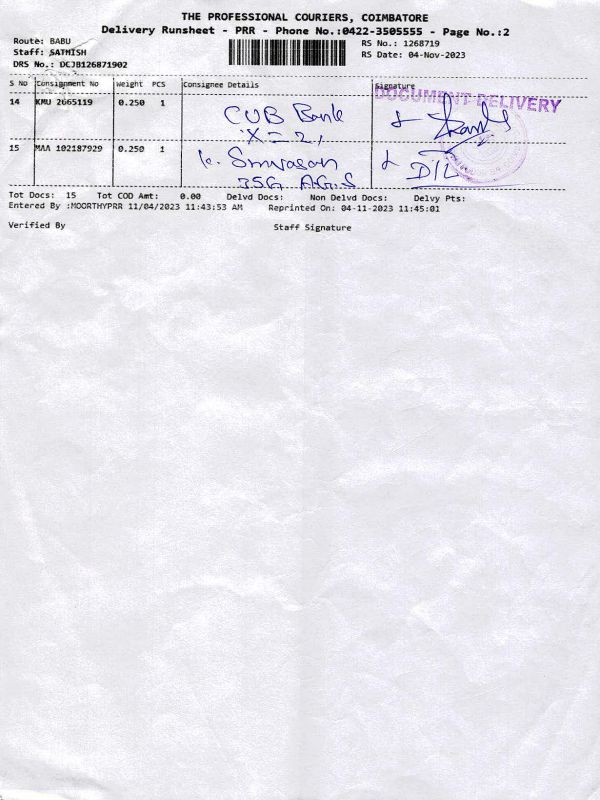 THE PROFESSIONAL COURIERS, COIMBATORE
Delivery Runsheet - PRR - Phone No.:0422-3505555 - Page No.:2
Route: BABU
RS No.: 1268719
Staff: SATHISH
RS Date: 04-Nov-2023
DRS No.: DCJB126871902
S No Consignment No Weight PCS Consignee Details Signature
DOCUMENT DELIVERY
14 KMU 2665119 0.250 1 CUB Bank
X=2,
15 MAA 102187929 0.250 1 k. Srinivasan
35G A.G.S
Tot Docs: 15 Tot COD Amt: 0.00 Delvd Docs: Non Delvd Docs: Delvy Pts:
Entered By :MOORTHYPRR 11/04/2023 11:43:53 AM Reprinted On: 04-11-2023 11:45:01
Verified By Staff Signature